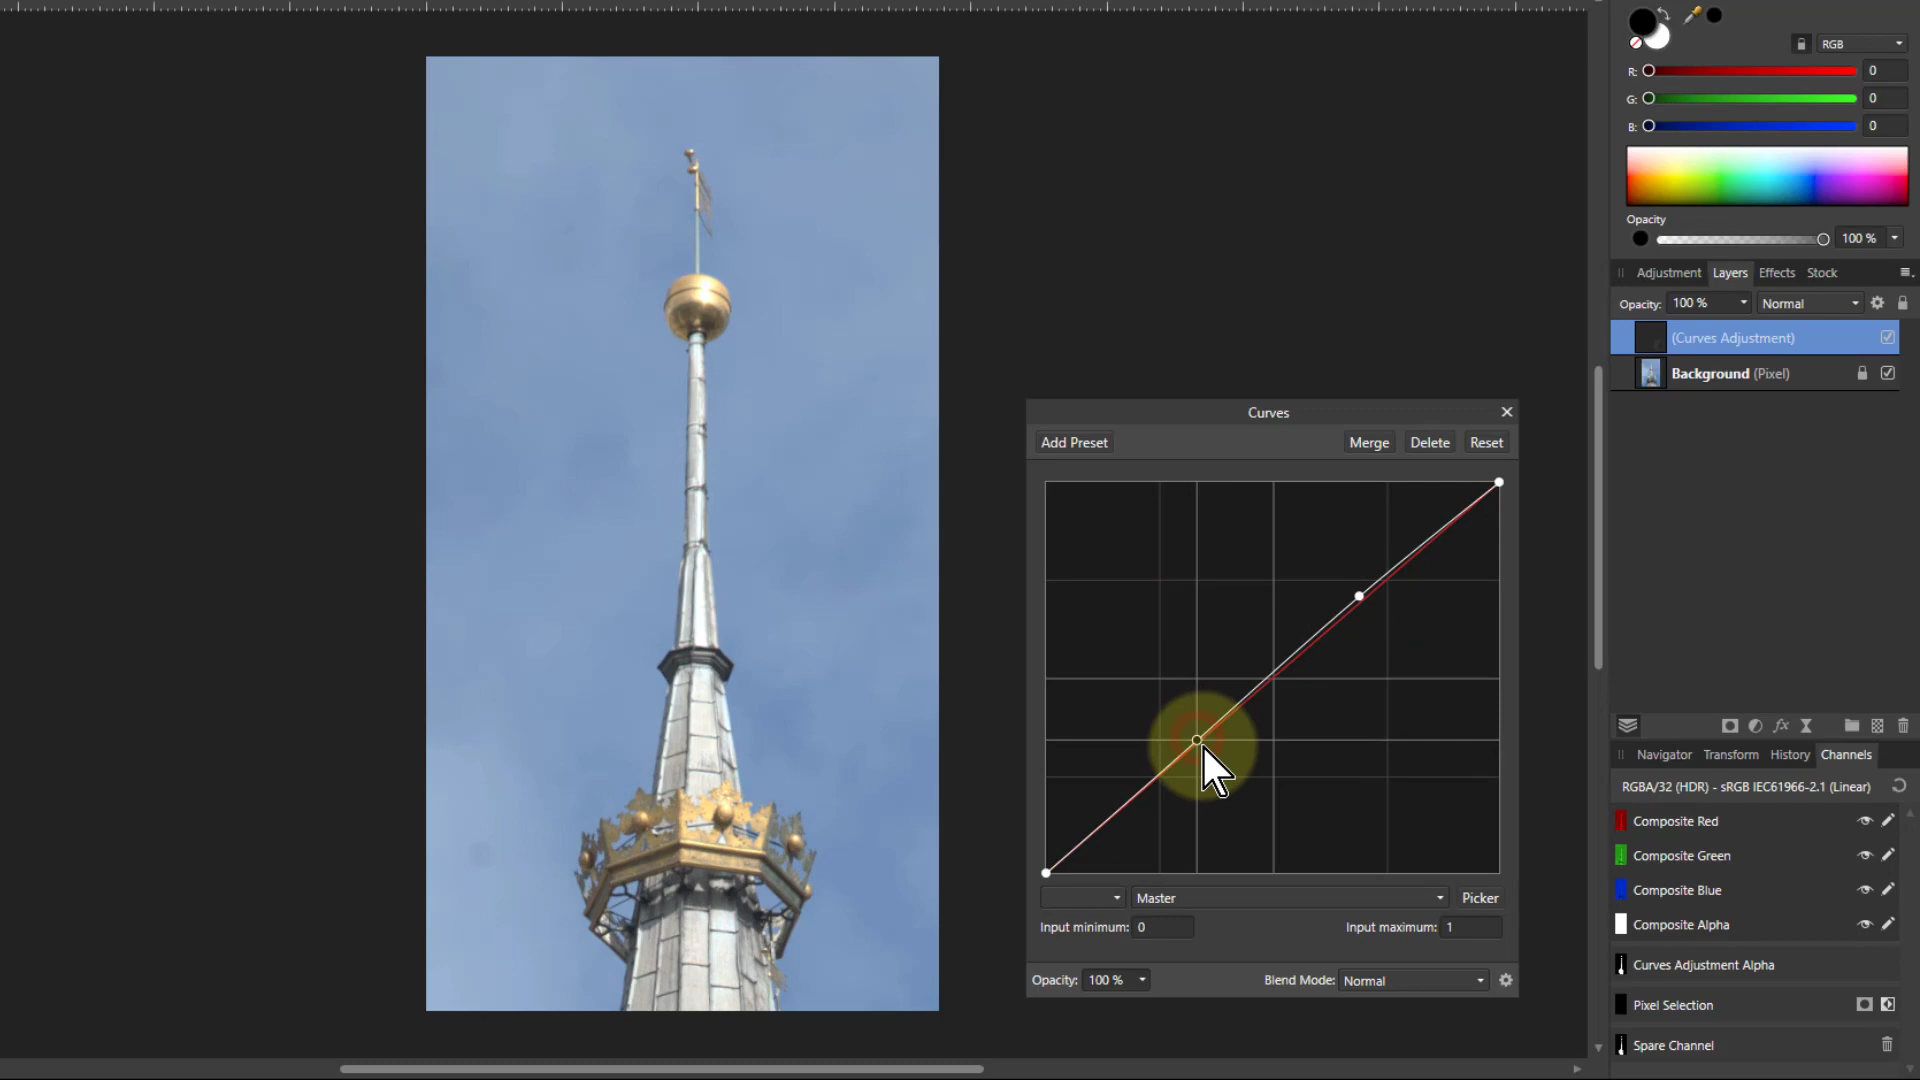 RGB
R: 0
G: 0
B: 0
Opacity
100 %
Adjustment Layers Effects Stock
Opacity: 100 % Normal
(Curves Adjustment)
Background (Pixel)
Curves
Add Preset Merge Delete Reset
Master Picker
Input minimum: 0 Input maximum: 1
Opacity: 100 % Blend Mode: Normal
Navigator Transform History Channels
RGBA/32 (HDR) - sRGB IEC61966-2.1 (Linear)
Composite Red
Composite Green
Composite Blue
Composite Alpha
Curves Adjustment Alpha
Pixel Selection
Spare Channel